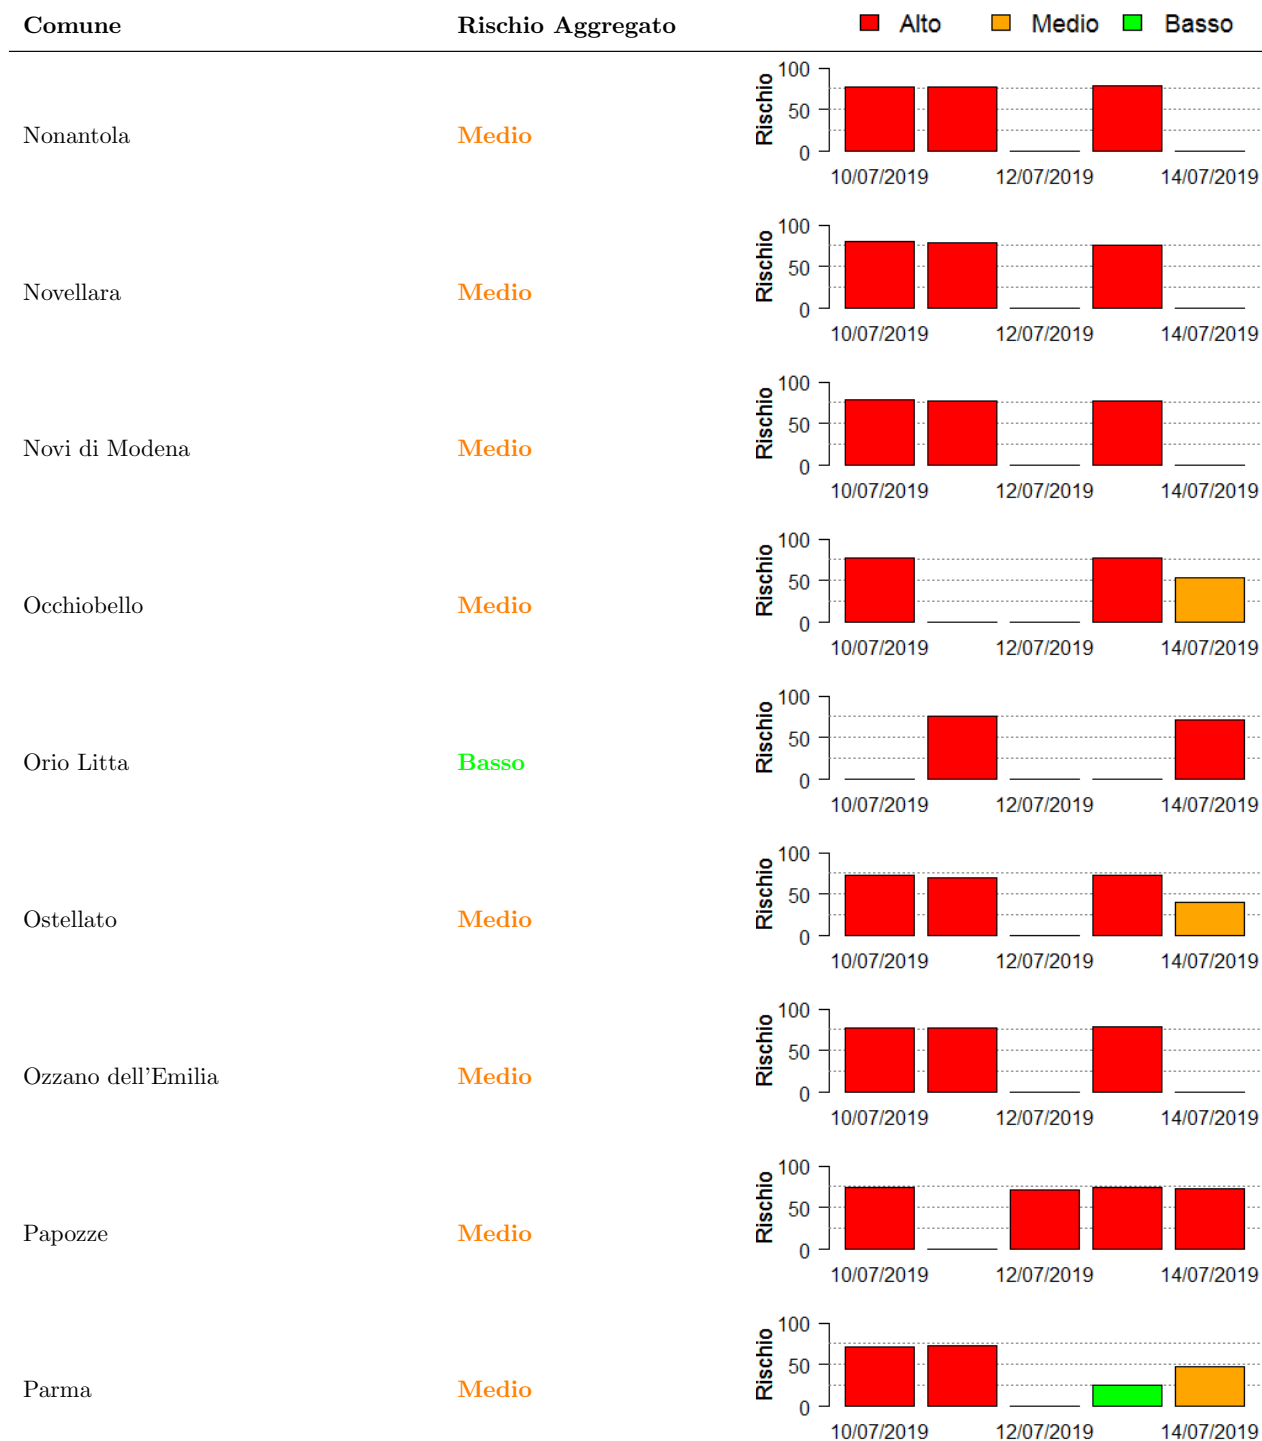 Comune Rischio Aggregato Alto Medio Basso
Nonantola Medio Rischio 100 50 0
10/07/2019 12/07/2019 14/07/2019
Novellara Medio Rischio 100 50 0
10/07/2019 12/07/2019 14/07/2019
Novi di Modena Medio Rischio 100 50 0
10/07/2019 12/07/2019 14/07/2019
Occhiobello Medio Rischio 100 50 0
10/07/2019 12/07/2019 14/07/2019
Orio Litta Basso Rischio 100 50 0
10/07/2019 12/07/2019 14/07/2019
Ostellato Medio Rischio 100 50 0
10/07/2019 12/07/2019 14/07/2019
Ozzano dell'Emilia Medio Rischio 100 50 0
10/07/2019 12/07/2019 14/07/2019
Papozze Medio Rischio 100 50 0
10/07/2019 12/07/2019 14/07/2019
Parma Medio Rischio 100 50 0
10/07/2019 12/07/2019 14/07/2019